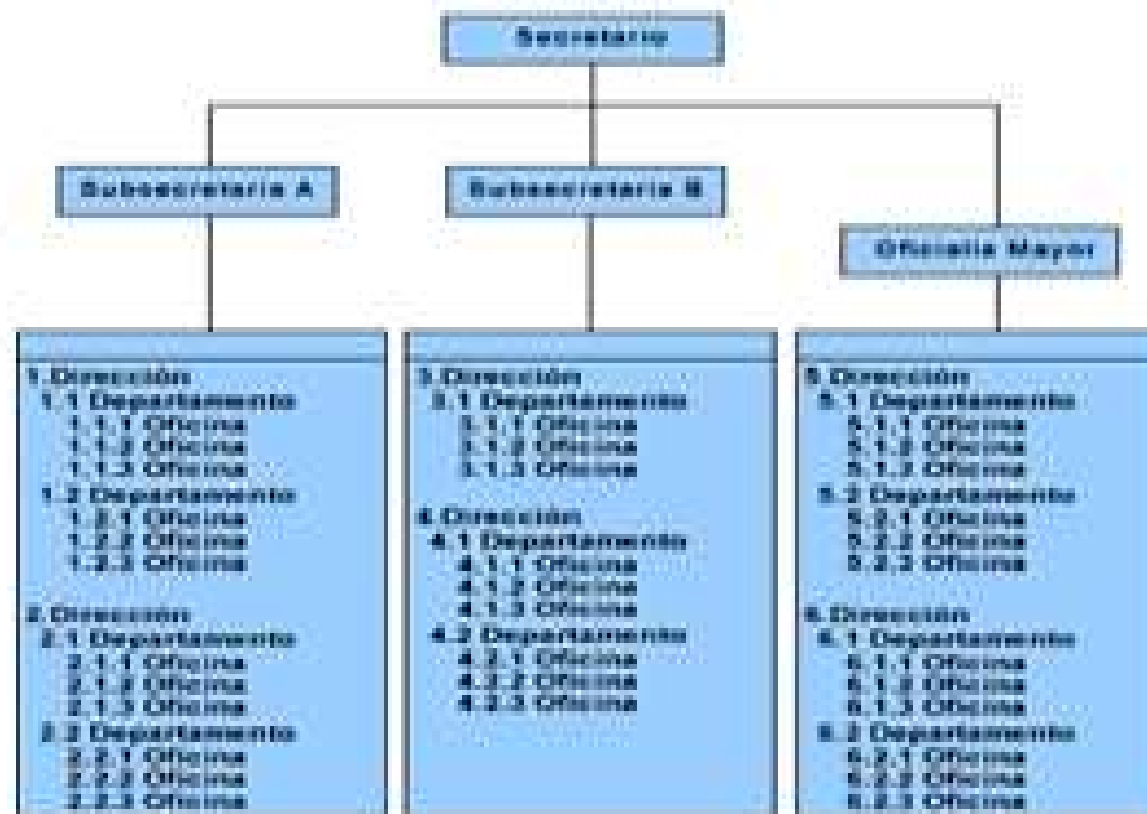 Secretario
Subsecretaria A
Subsecretaria B
Oficialia Mayor
1.Dirección
1.1 Departamento
1.1.1 Oficina
1.1.2 Oficina
1.1.3 Oficina
1.2 Departamento
1.2.1 Oficina
1.2.2 Oficina
1.2.3 Oficina
2.Dirección
2.1 Departamento
2.1.1 Oficina
2.1.2 Oficina
2.1.3 Oficina
2.2 Departamento
2.2.1 Oficina
2.2.2 Oficina
2.2.3 Oficina
3.Dirección
3.1 Departamento
3.1.1 Oficina
3.1.2 Oficina
3.1.3 Oficina
4.Dirección
4.1 Departamento
4.1.1 Oficina
4.1.2 Oficina
4.1.3 Oficina
4.2 Departamento
4.2.1 Oficina
4.2.2 Oficina
4.2.3 Oficina
5.Dirección
5.1 Departamento
5.1.1 Oficina
5.1.2 Oficina
5.1.3 Oficina
5.2 Departamento
5.2.1 Oficina
5.2.2 Oficina
5.2.3 Oficina
6.Dirección
6.1 Departamento
6.1.1 Oficina
6.1.2 Oficina
6.1.3 Oficina
6.2 Departamento
6.2.1 Oficina
6.2.2 Oficina
6.2.3 Oficina